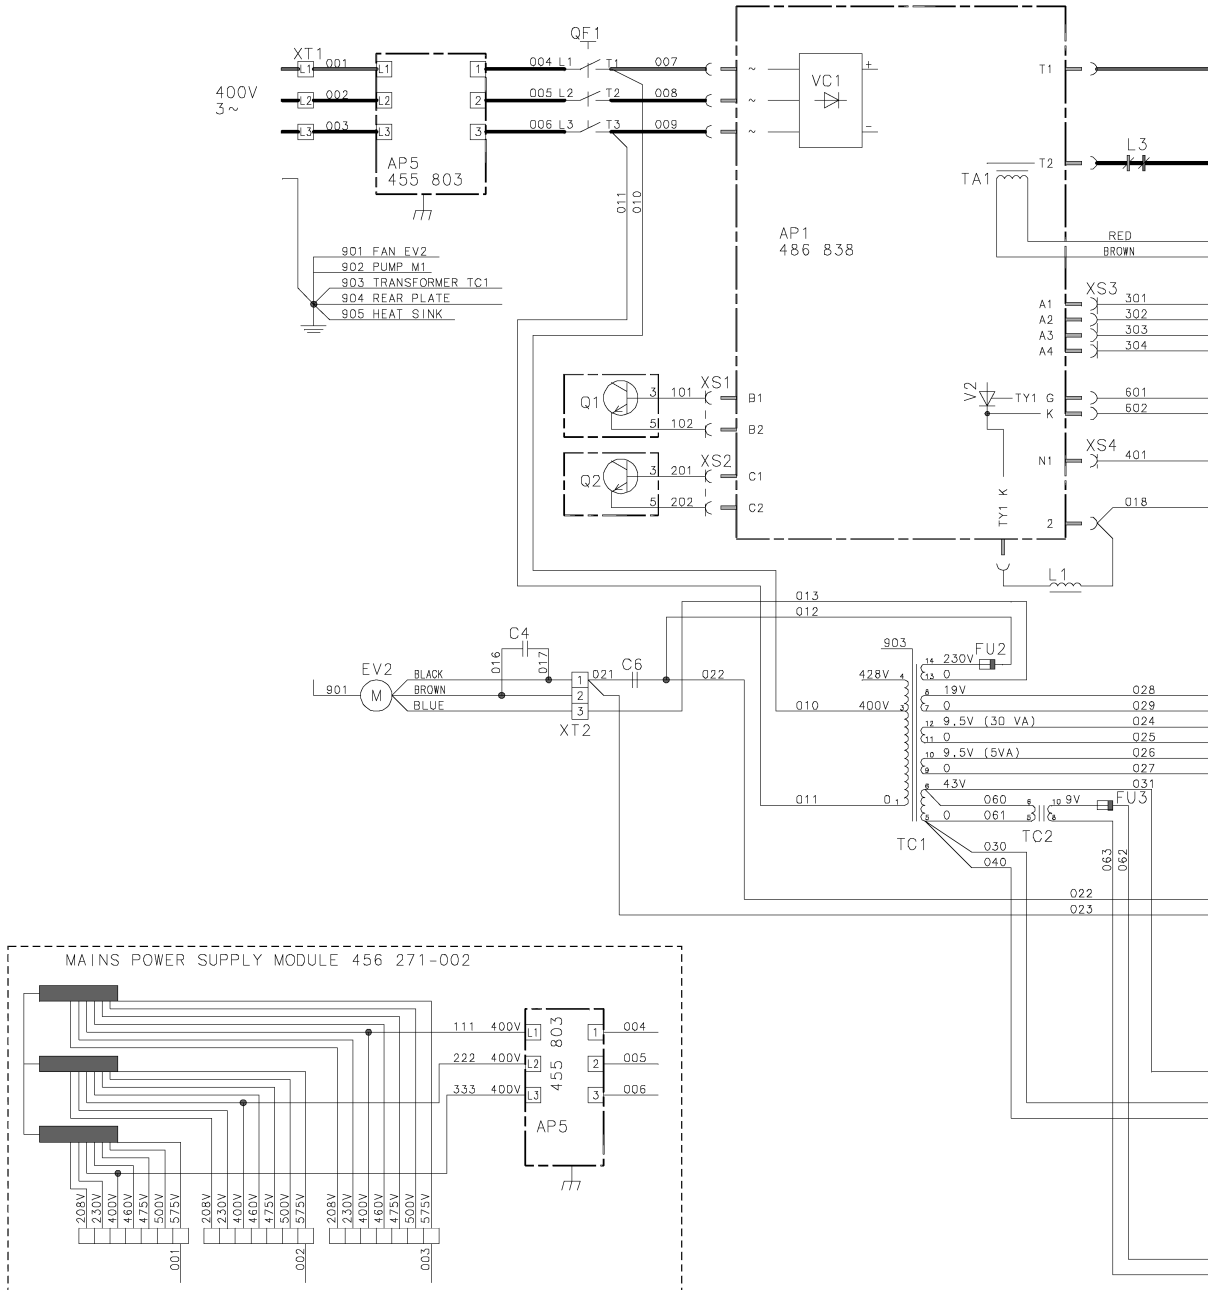 QF1
XT1
001
004 L1 T1 007
L1 L1 1
~
VC1
+
T1
400V
3~
002
005 L2 T2 008
L2 L2 2
~
003
006 L3 T3 009
L3 L3 3
~
-
L3
T2
TA1
AP5
455 803
011
010
AP1
486 838
RED
BROWN
901 FAN EV2
902 PUMP M1
903 TRANSFORMER TC1
904 REAR PLATE
905 HEAT SINK
XS3
A1 301
A2 302
A3 303
A4 304
Q1
3 101 XS1 B1
5 102 B2
V2
TY1 G 601
K 602
Q2
3 201 XS2 C1
5 202 C2
XS4
N1 401
TY1 K
2
018
L1
013
012
C4
016
017
903
FU2
14 230V
13 0
EV2
M
901
BLACK
BROWN
BLUE
1
2
3
XT2
021
C6
022
428V 4
8 19V 028
010 400V 3
7 0 029
12 9,5V (30 VA) 024
11 0 025
10 9,5V (5VA) 026
9 0 027
6 43V 031
011 0 1
060 6 10 9V FU3
5 0 061 5 8
TC1
TC2
030
040
063
062
022
023
MAINS POWER SUPPLY MODULE 456 271-002
111 400V L1
455 803
1 004
222 400V L2
2 005
333 400V L3
3 006
AP5
208V
230V
400V
460V
475V
500V
575V
208V
230V
400V
460V
475V
500V
575V
208V
230V
400V
460V
475V
500V
575V
001
002
003